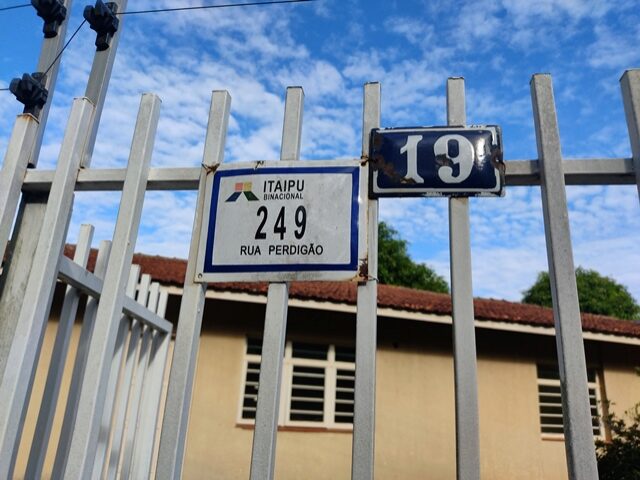 ITAIPU
BINACIONAL
249
RUA PERDIGÃO
19